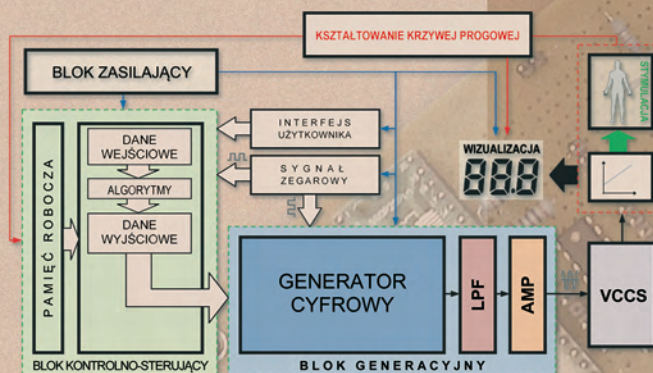 KSZTAŁTOWANIE KRZYWEJ PROGOWEJ
BLOK ZASILAJĄCY
STYMULACJA
INTERFEJS
UŻYTKOWNIKA
DANE
WEJŚCIOWE
WIZUALIZACJA
88.8
SYGNAŁ
ZEGAROWY
ALGORYTMY
PAMIĘĆ ROBOCZA
DANE
WYJŚCIOWE
GENERATOR
CYFROWY
LPF
AMP
VCCS
BLOK KONTROLNO-STERUJĄCY
BLOK GENERACYJNY